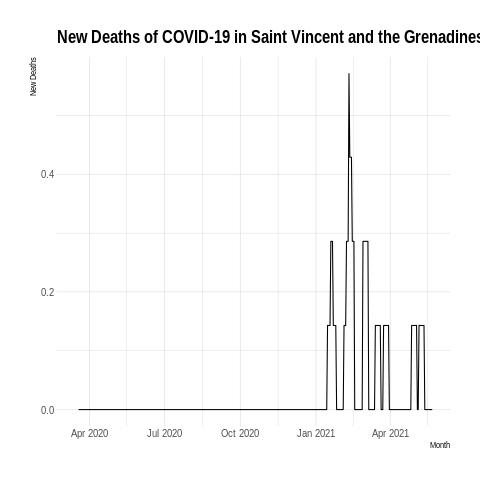 New Deaths of COVID-19 in Saint Vincent and the Grenadines
New Deaths
0.4
0.2
0.0
Apr 2020
Jul 2020
Oct 2020
Jan 2021
Apr 2021
Month